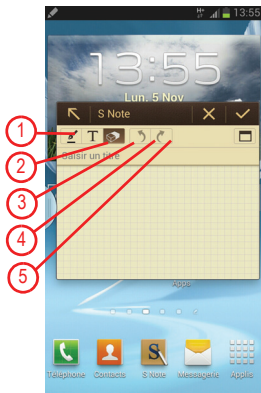 H+ 13:55
13:55
Lun. 5 Nov
S Note
T
Saisir un titre
1
2
3
4
5
Apps
Téléphone Contacts S Note Messagerie Applis